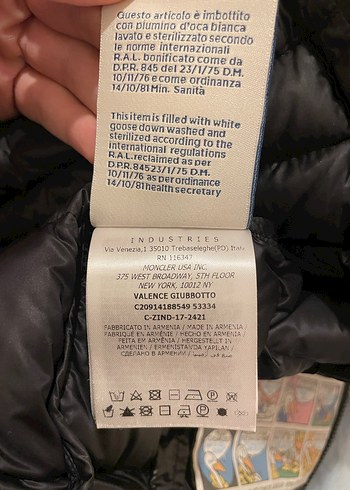 Questo articolo è imbottito
con piumino d'oca bianca
lavato e sterilizzato secondo
le norme internazionali
R.A.L. bonificato come da
D.P.R. 845 del 23/1/75 D.M.
10/11/76 e come ordinanza
14/10/81 Min. Sanità
This item is filled with white
goose down washed and
sterilized according to the
international regulations
R.A.L.reclaimed as per
D.P.R.84523/1/75 D.M.
10/11/76 as per ordinance
14/10/81 health secretary
INDUSTRIES
Via Venezia,1 35010 Trebaseleghe(PD) Italy
RN 116347
MONCLER USA INC.
375 WEST BROADWAY, 5TH FLOOR
NEW YORK, 10012 NY
VALENCE GIUBBOTTO
C20914188549 53334
C-ZIND-17-2421
FABBRICATO IN ARMENIA / MADE IN ARMENIA
FABRIQUÉ EN ARMÉNIE / HECHO EN ARMENIA
FEITA EM ARMÊNIA / HERGESTELLT IN
ARMENIEN / ERMENISTANDA YAPILAN /
СДЕЛАНО В АРМЕНИИ /